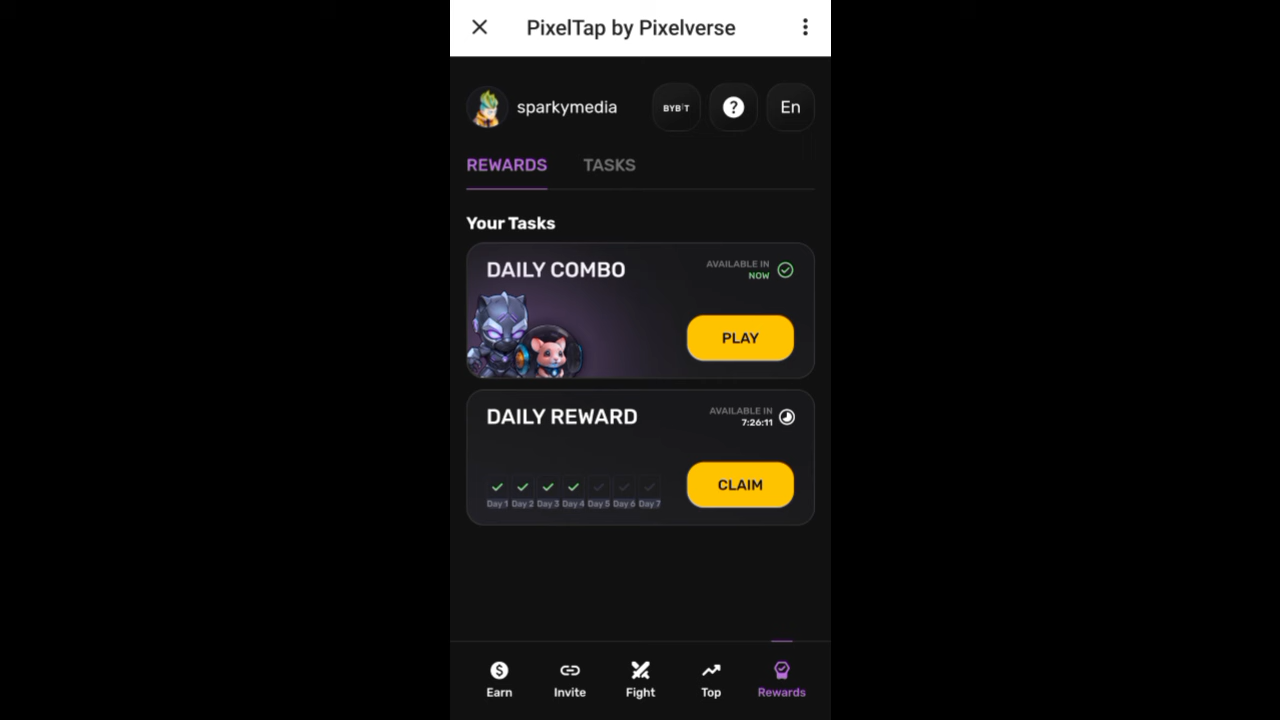 PixelTap by Pixelverse
sparkymedia
BYBIT
?
En
REWARDS TASKS
Your Tasks
DAILY COMBO
AVAILABLE IN
NOW
PLAY
DAILY REWARD
AVAILABLE IN
7:26:11
CLAIM
Day 1 Day 2 Day 3 Day 4 Day 5 Day 6 Day 7
Earn Invite Fight Top Rewards